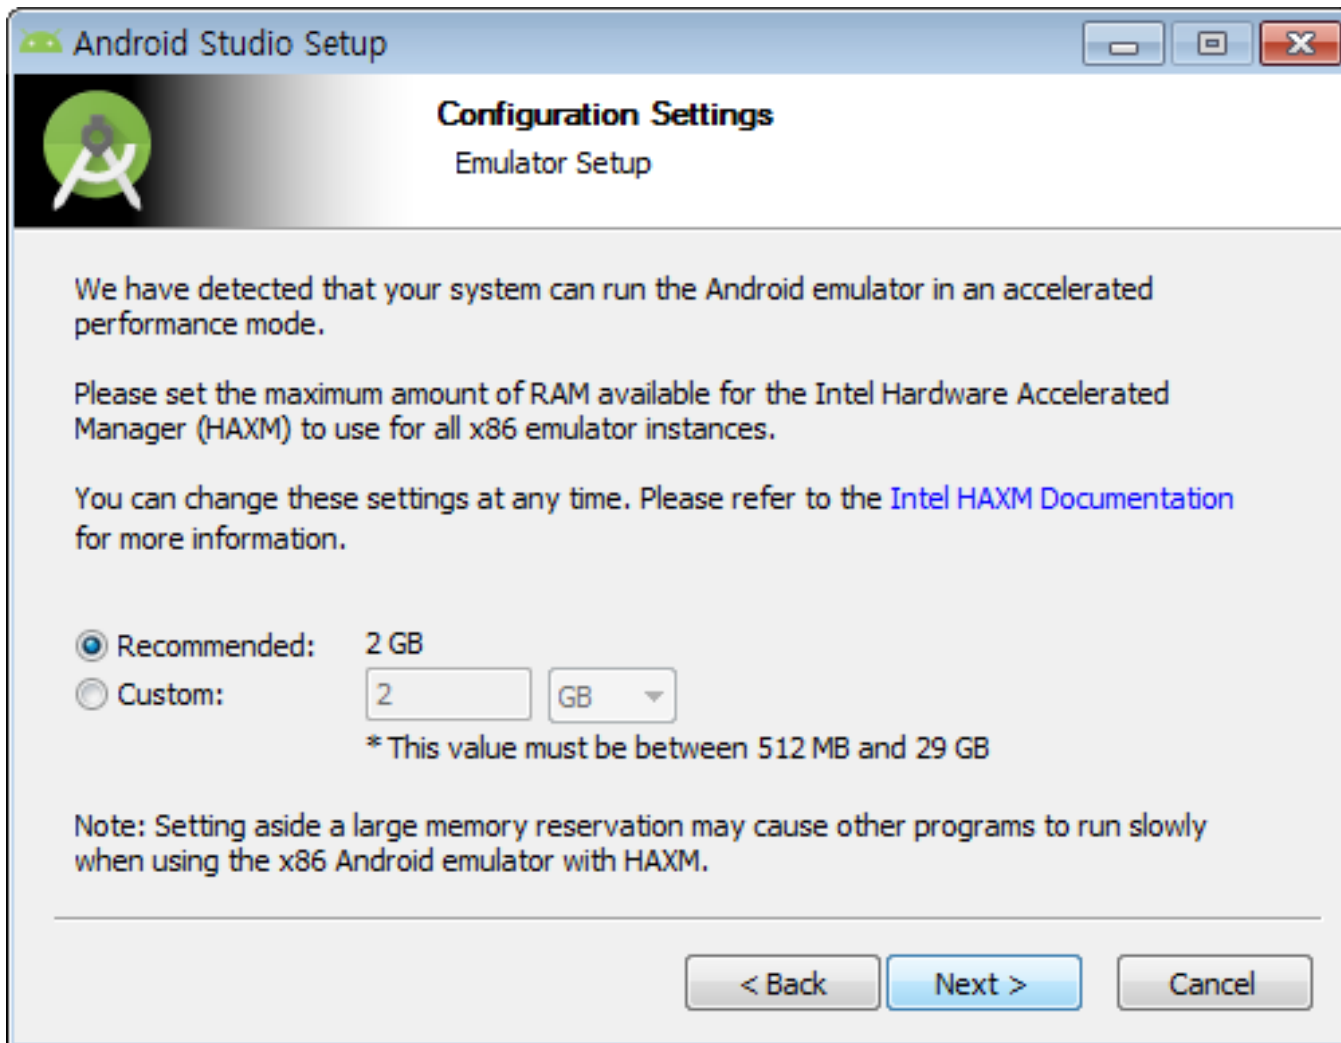 Android Studio Setup
Configuration Settings
Emulator Setup
We have detected that your system can run the Android emulator in an accelerated
performance mode.
Please set the maximum amount of RAM available for the Intel Hardware Accelerated
Manager (HAXM) to use for all x86 emulator instances.
You can change these settings at any time. Please refer to the Intel HAXM Documentation
for more information.
Recommended: 2 GB
Custom: 2 GB
* This value must be between 512 MB and 29 GB
Note: Setting aside a large memory reservation may cause other programs to run slowly
when using the x86 Android emulator with HAXM.
< Back Next > Cancel